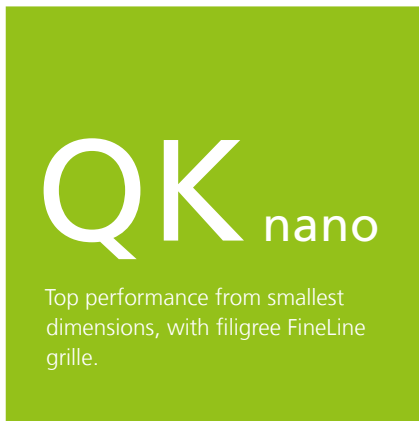 QK nano
Top performance from smallest
dimensions, with filigree FineLine
grille.